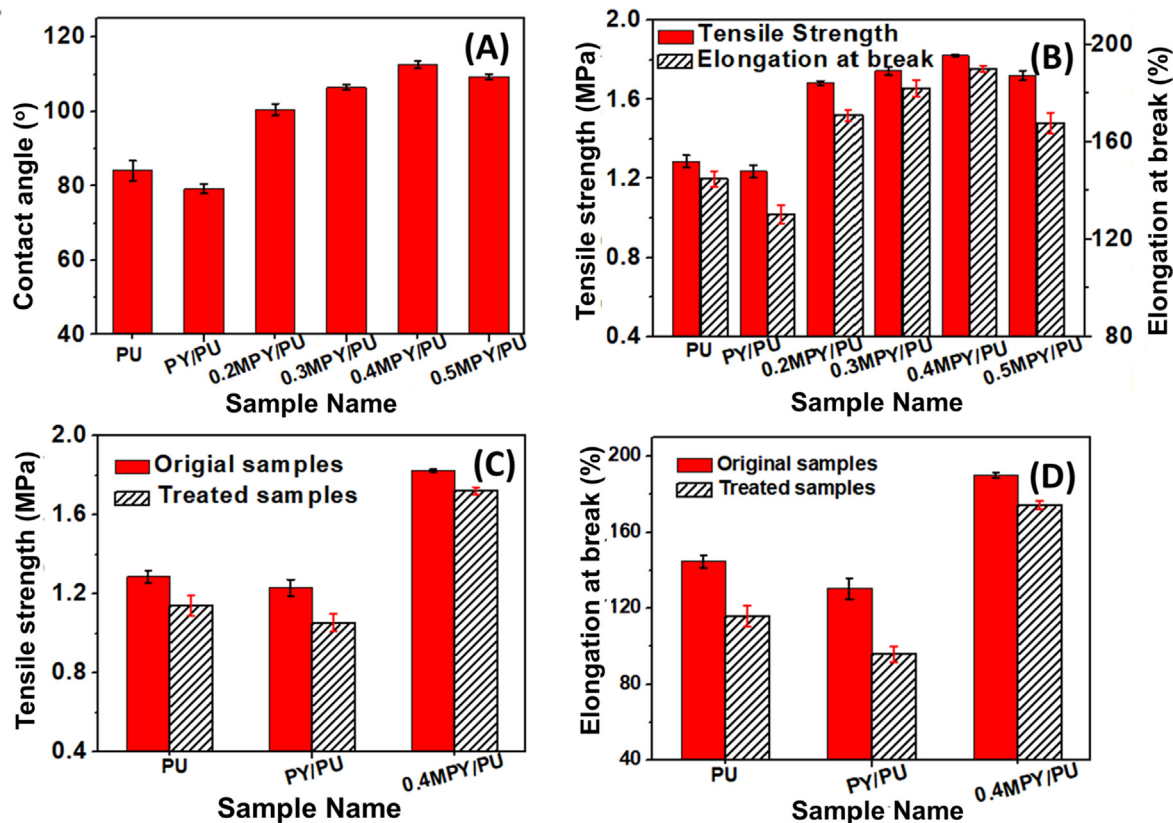 (A)
Contact angle (°)
120
100
80
60
40
PU
PY/PU
0.2MPY/PU
0.3MPY/PU
0.4MPY/PU
0.5MPY/PU
Sample Name
(B)
Tensile Strength
Elongation at break
Tensile strength (MPa)
2.0
1.6
1.2
0.8
0.4
Elongation at break (%)
200
160
120
80
PU
PY/PU
0.2MPY/PU
0.3MPY/PU
0.4MPY/PU
0.5MPY/PU
Sample Name
(C)
Origial samples
Treated samples
Tensile strength (MPa)
2.0
1.6
1.2
0.8
0.4
PU
PY/PU
0.4MPY/PU
Sample Name
(D)
Original samples
Treated samples
Elongation at break (%)
200
160
120
80
40
PU
PY/PU
0.4MPY/PU
Sample Name